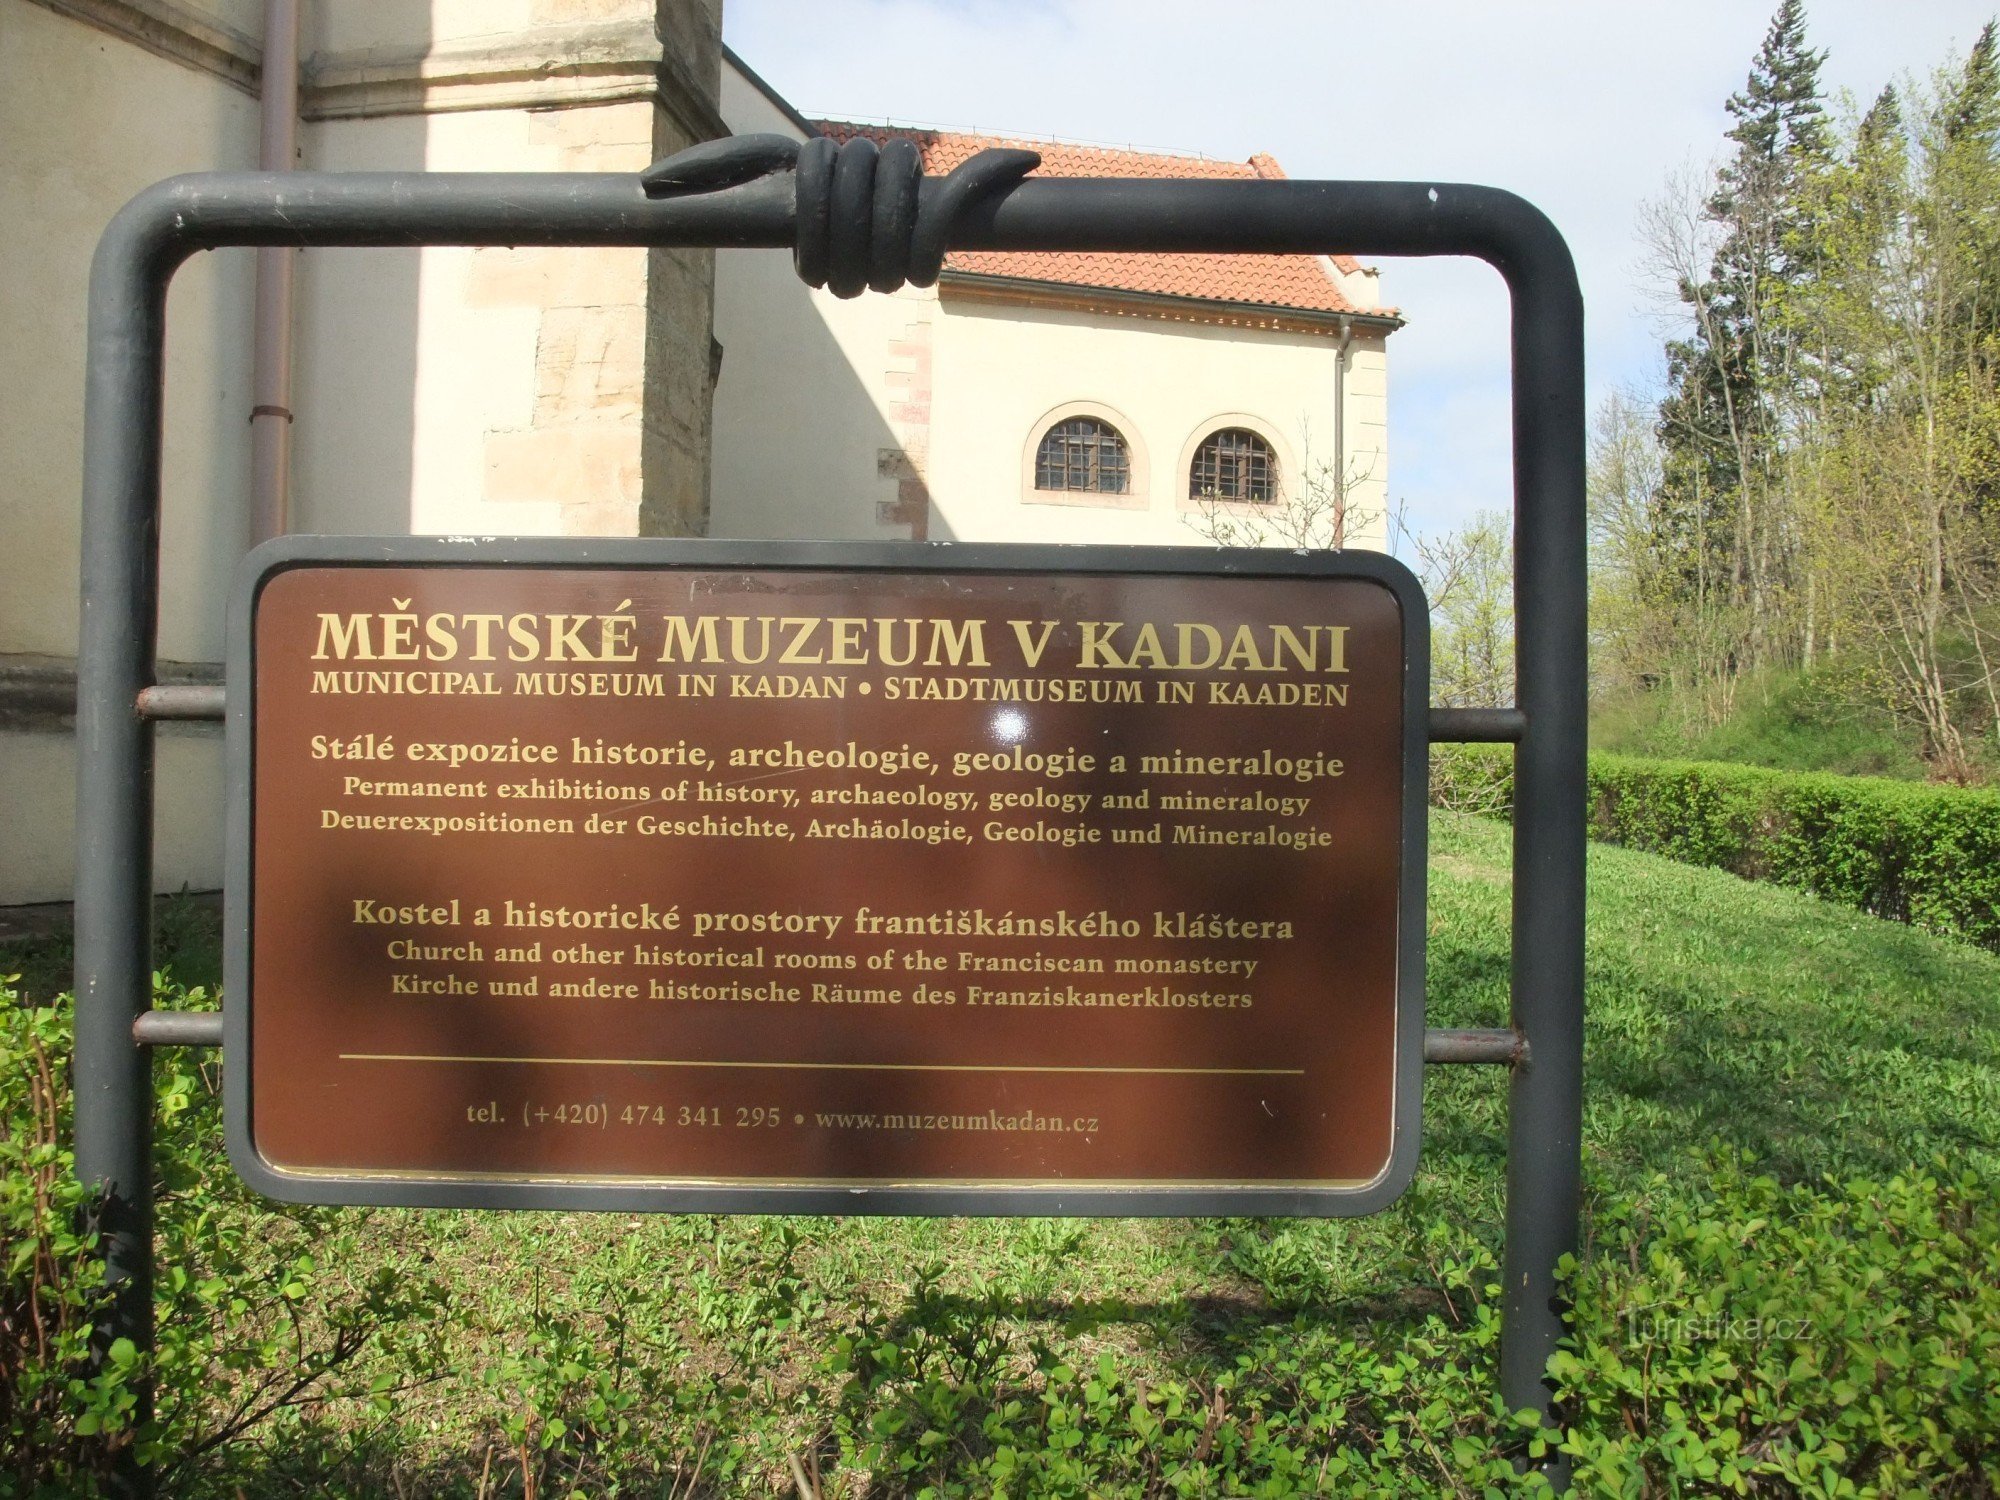 MĚSTSKÉ MUZEUM V KADANI
MUNICIPAL MUSEUM IN KADAN • STADTMUSEUM IN KAADEN
Stálé expozice historie, archeologie, geologie a mineralogie
Permanent exhibitions of history, archaeology, geology and mineralogy
Deuerexpositionen der Geschichte, Archäologie, Geologie und Mineralogie
Kostel a historické prostory františkánského kláštera
Church and other historical rooms of the Franciscan monastery
Kirche und andere historische Räume des Franziskanerklosters
tel. (+420) 474 341 295 • www.muzeumkadan.cz
Turistika.cz